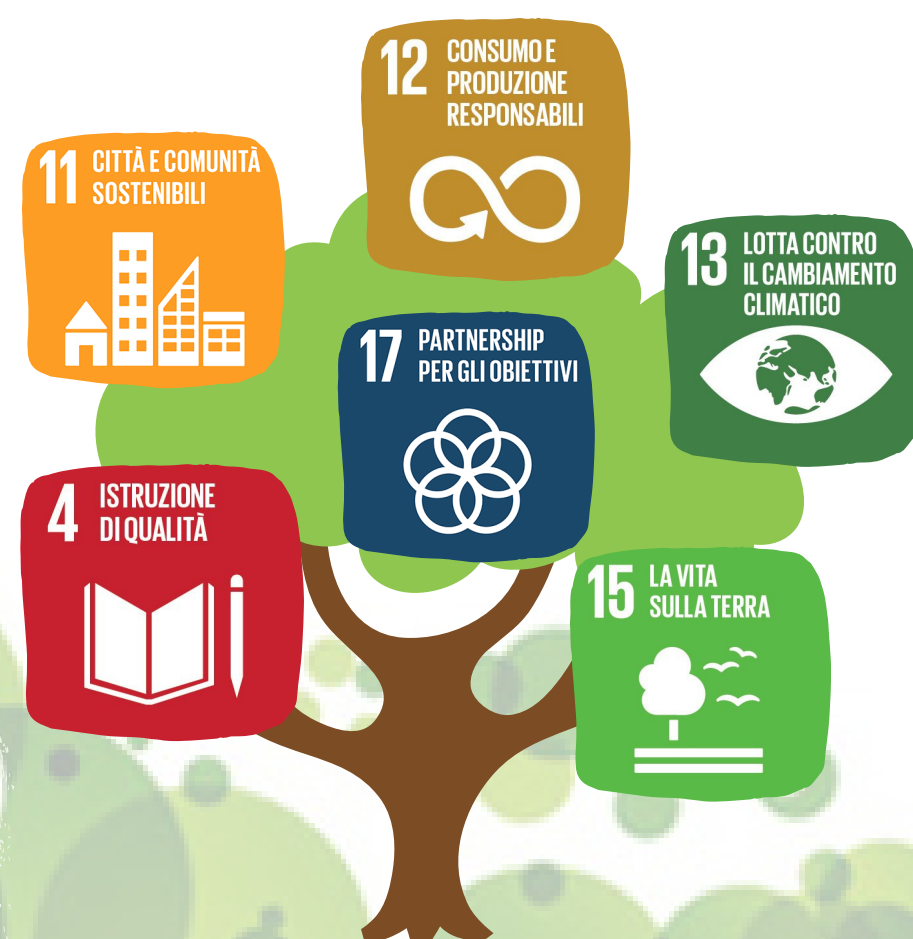 12 CONSUMO E
PRODUZIONE
RESPONSABILI
11 CITTÀ E COMUNITÀ
SOSTENIBILI
13 LOTTA CONTRO
IL CAMBIAMENTO
CLIMATICO
17 PARTNERSHIP
PER GLI OBIETTIVI
4 ISTRUZIONE
DI QUALITÀ
15 LA VITA
SULLA TERRA